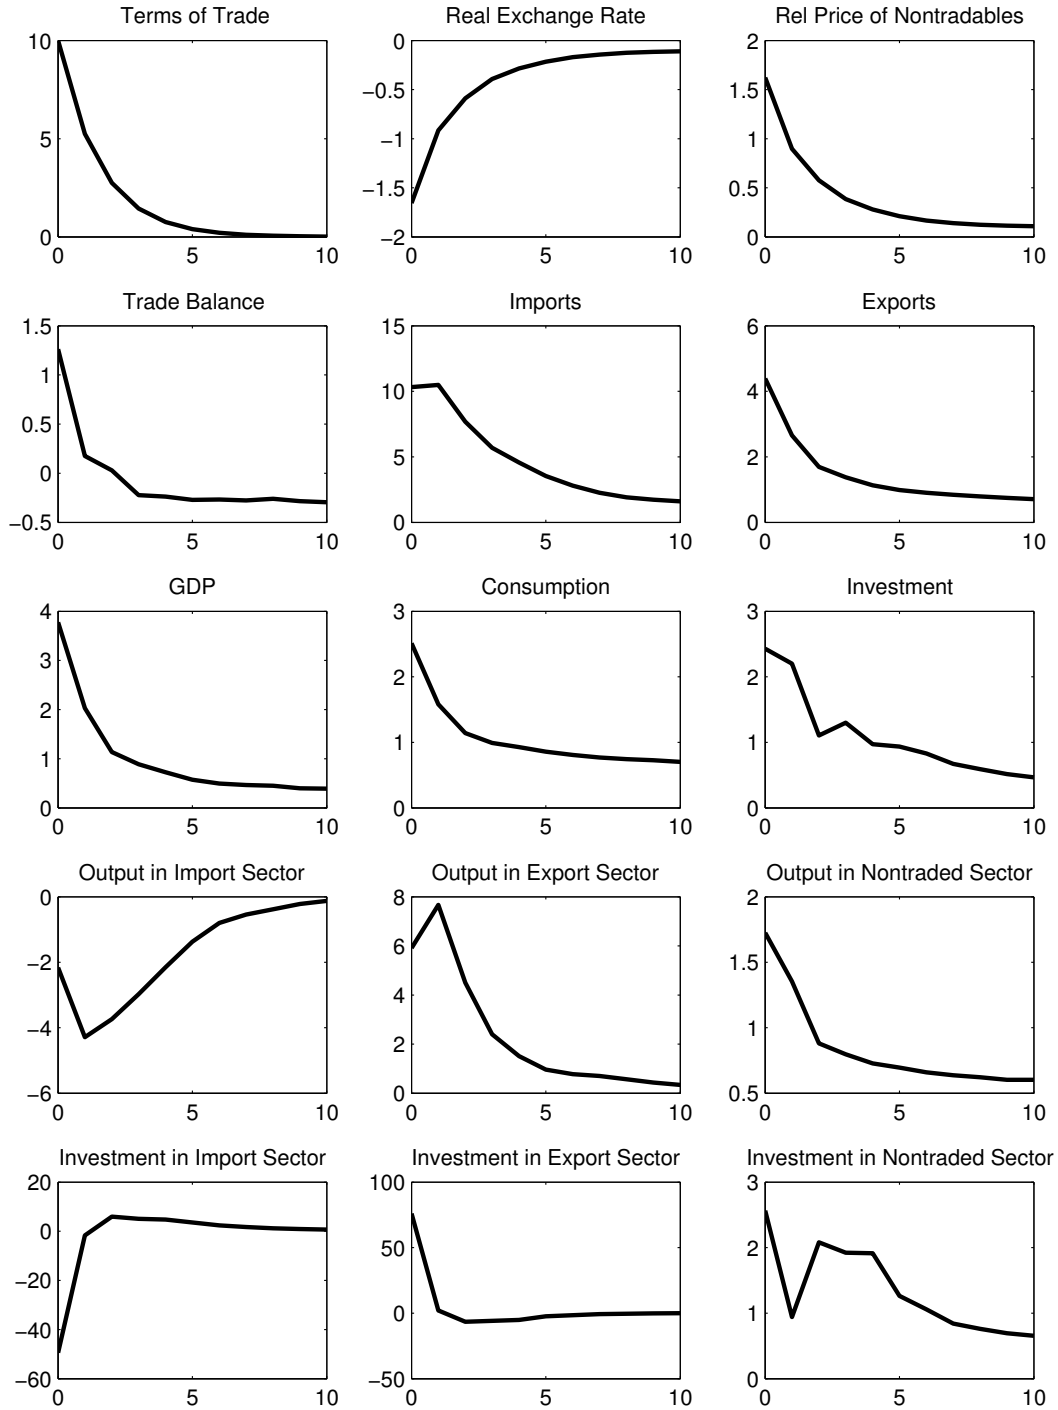 Terms of Trade
10
5
0
0 5 10
Real Exchange Rate
0
−0.5
−1
−1.5
−2
0 5 10
Rel Price of Nontradables
2
1.5
1
0.5
0
0 5 10
Trade Balance
1.5
1
0.5
0
−0.5
0 5 10
Imports
15
10
5
0
0 5 10
Exports
6
4
2
0
0 5 10
GDP
4
3
2
1
0
0 5 10
Consumption
3
2
1
0
0 5 10
Investment
3
2
1
0
0 5 10
Output in Import Sector
0
−2
−4
−6
0 5 10
Output in Export Sector
8
6
4
2
0
0 5 10
Output in Nontraded Sector
2
1.5
1
0.5
0 5 10
Investment in Import Sector
20
0
−20
−40
−60
0 5 10
Investment in Export Sector
100
50
0
−50
0 5 10
Investment in Nontraded Sector
3
2
1
0
0 5 10